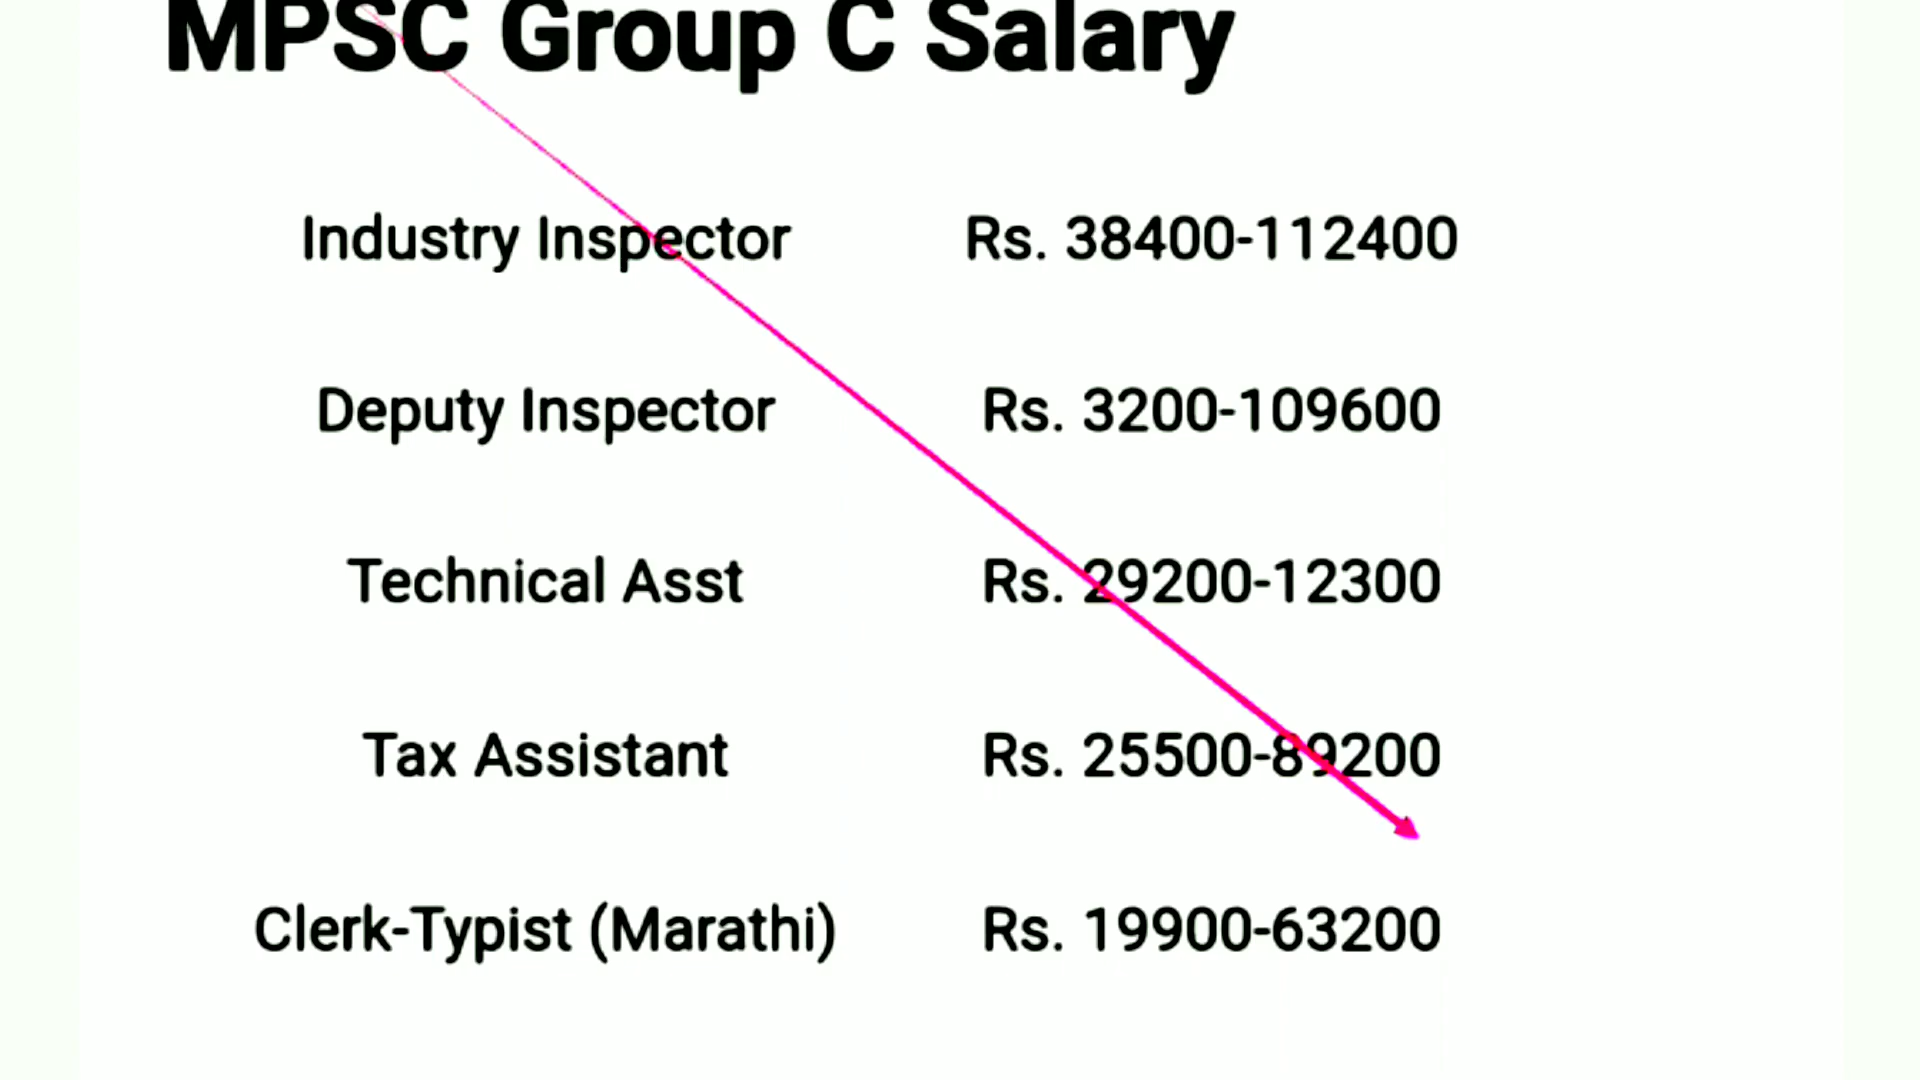 MPSC Group C Salary
Industry Inspector Rs. 38400-112400
Deputy Inspector Rs. 3200-109600
Technical Asst Rs. 29200-12300
Tax Assistant Rs. 25500-89200
Clerk-Typist (Marathi) Rs. 19900-63200